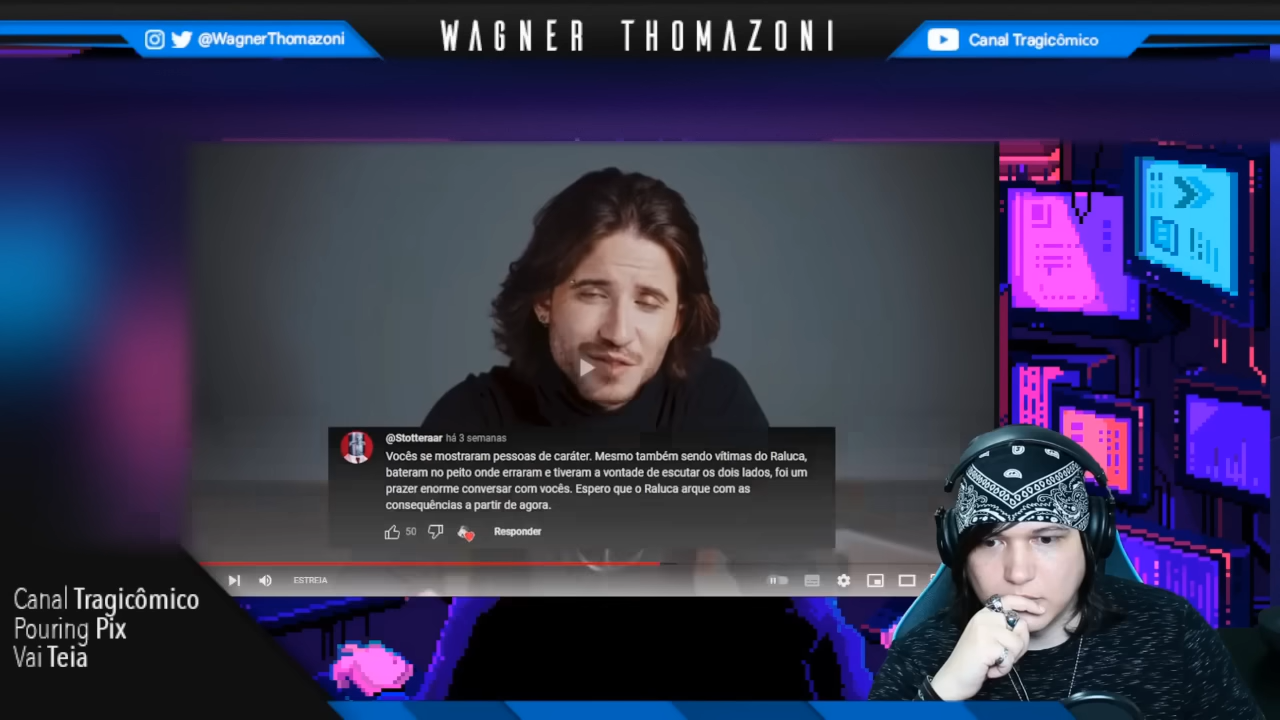 @WagnerThomazoni
WAGNER THOMAZONI
Canal Tragicômico
@Stotteraar há 3 semanas
Vocês se mostraram pessoas de caráter. Mesmo também sendo vítimas do Raluca,
bateram no peito onde erraram e tiveram a vontade de escutar os dois lados, foi um
prazer enorme conversar com vocês. Espero que o Raluca arque com as
consequências a partir de agora.
50
Responder
ESTREIA
Canal Tragicômico
Pouring Pix
Vai Teia